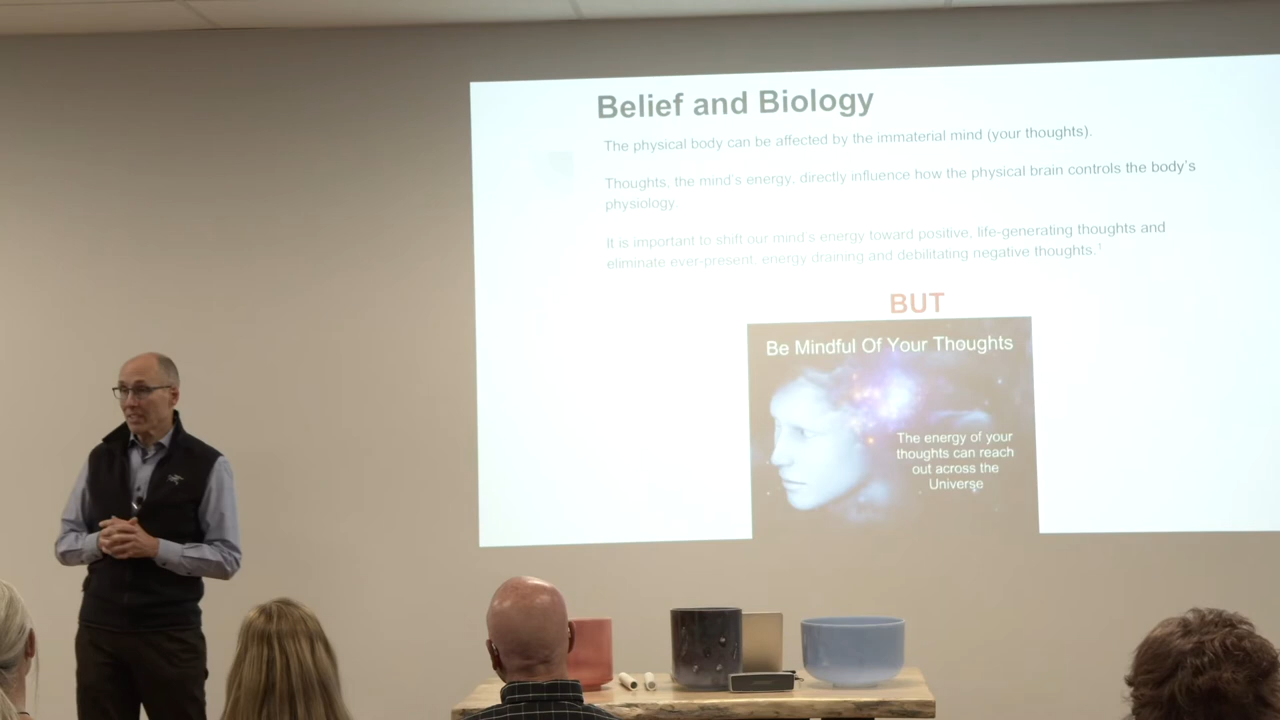 Belief and Biology
The physical body can be affected by the immaterial mind (your thoughts).
Thoughts, the mind's energy, directly influence how the physical brain controls the body's
physiology.
It is important to shift our mind's energy toward positive, life-generating thoughts and
eliminate ever-present, energy draining and debilitating negative thoughts.¹
BUT
Be Mindful Of Your Thoughts
The energy of your
thoughts can reach
out across the
Universe